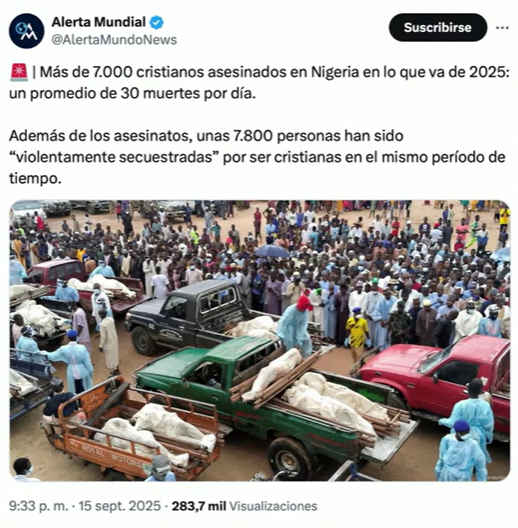 Alerta Mundial
@AlertaMundoNews
Suscribirse
🚨 | Más de 7.000 cristianos asesinados en Nigeria en lo que va de 2025:
un promedio de 30 muertes por día.
Además de los asesinatos, unas 7.800 personas han sido
“violentamente secuestradas” por ser cristianas en el mismo período de
tiempo.
ROYAL MOTORS
9:33 p. m. · 15 sept. 2025 · 283,7 mil Visualizaciones